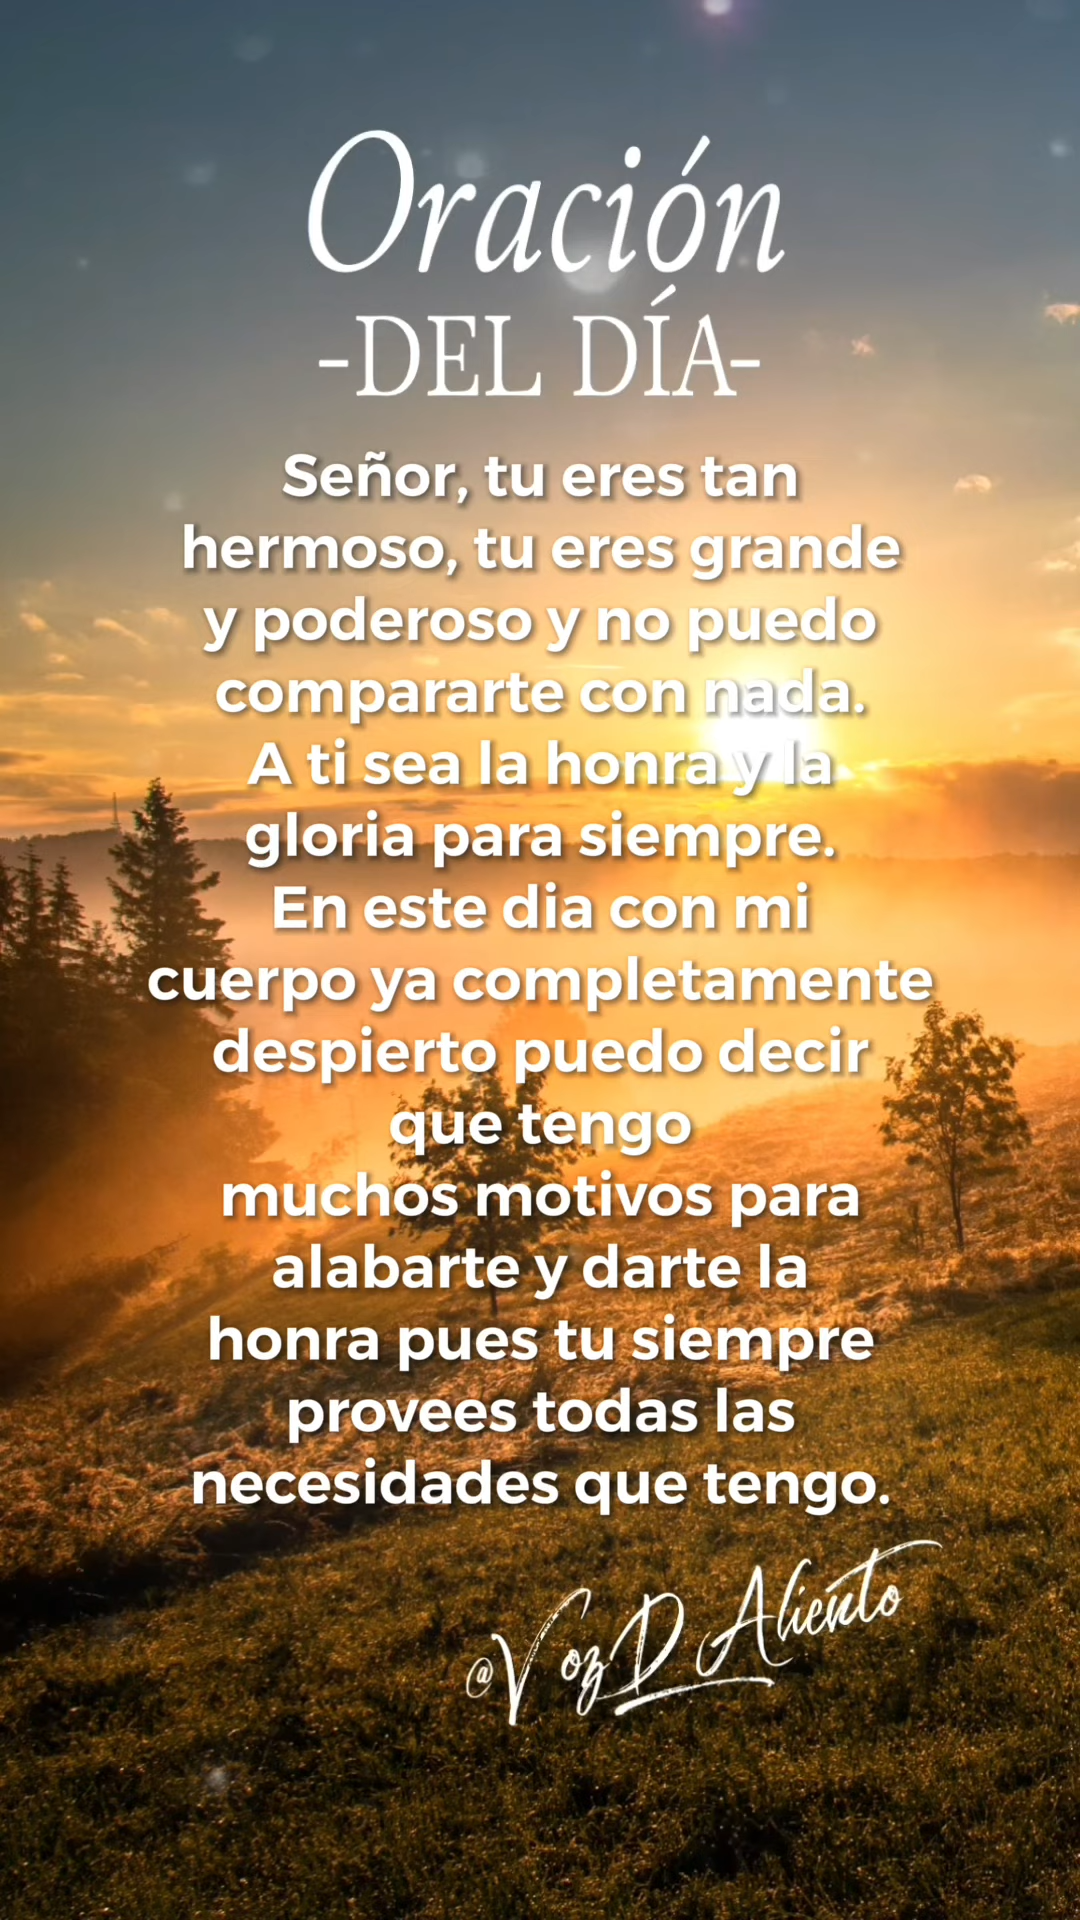 Oración
-DEL DÍA-
Señor, tu eres tan
hermoso, tu eres grande
y poderoso y no puedo
compararte con nada.
A ti sea la honra y la
gloria para siempre.
En este dia con mi
cuerpo ya completamente
despierto puedo decir
que tengo
muchos motivos para
alabarte y darte la
honra pues tu siempre
provees todas las
necesidades que tengo.
@VozDAliento